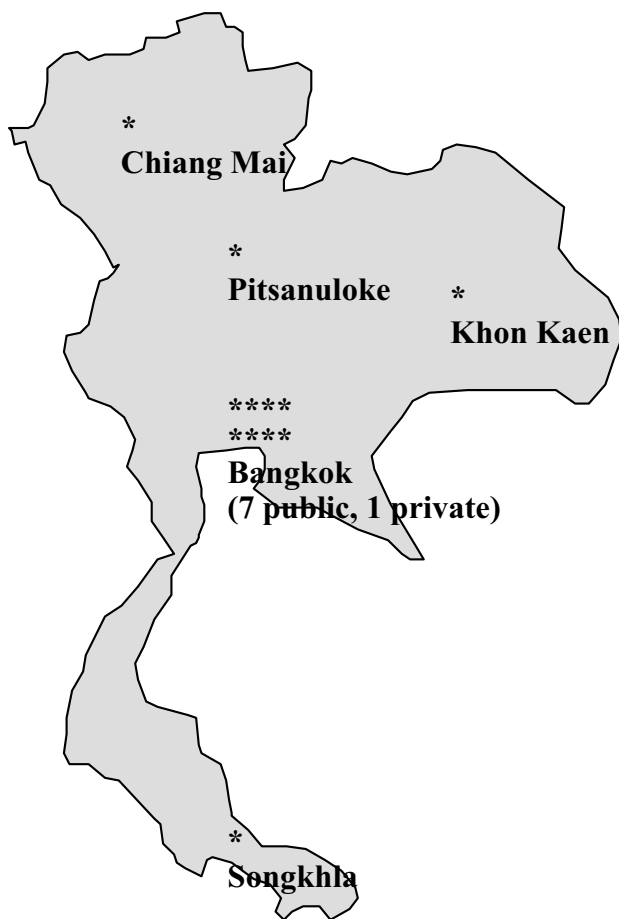 *
Chiang Mai
*
Pitsanuloke
*
Khon Kaen
****
****
Bangkok
(7 public, 1 private)
*
Songkhla